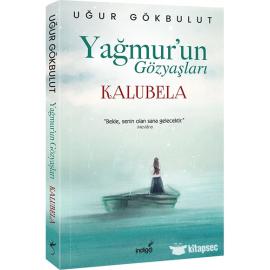 UĞUR GÖKBULUT
Yağmur'un
Gözyaşları
KALUBELA
"Bekle, senin olan sana gelecektir."
Mevlâna
indigo
kitapsec
UĞUR GÖKBULUT
Yağmur'un Gözyaşları
KALUBELA